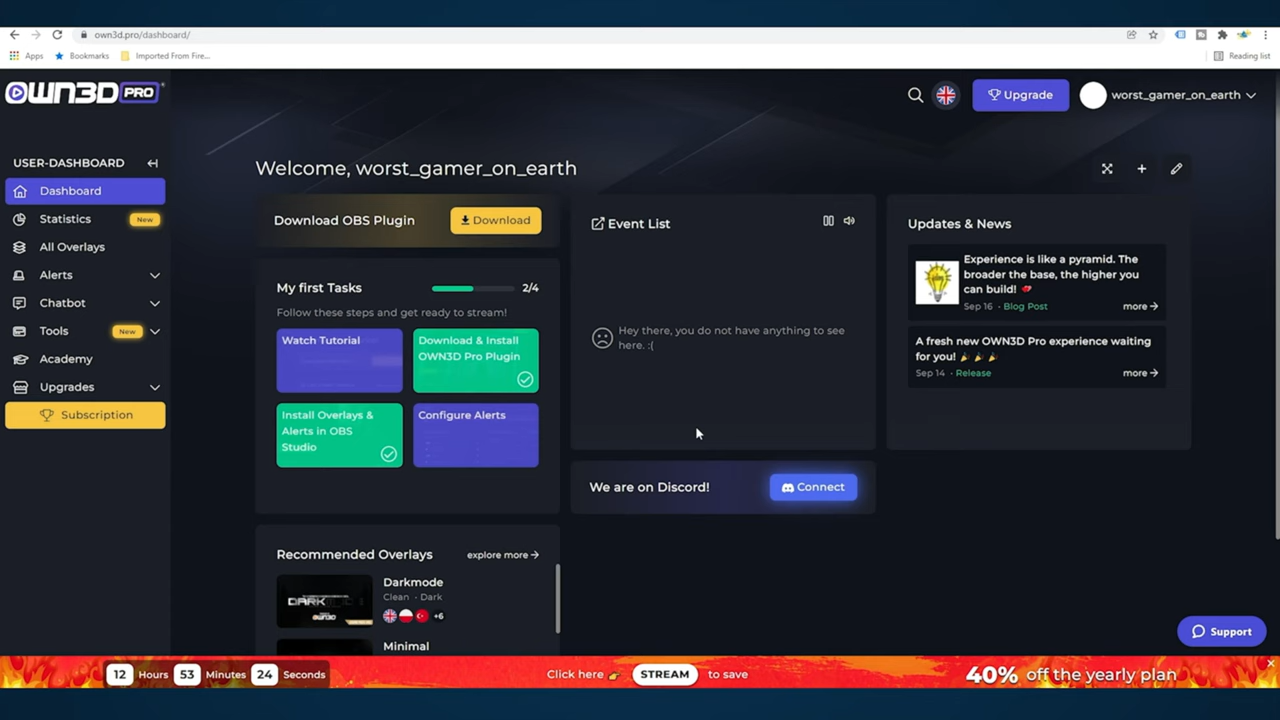 own3d.pro/dashboard/
Apps
Bookmarks
Imported From Fire...
Reading list
OWN3D PRO
Upgrade
worst_gamer_on_earth
USER-DASHBOARD
Dashboard
Statistics
New
All Overlays
Alerts
Chatbot
Tools
New
Academy
Upgrades
Subscription
Welcome, worst_gamer_on_earth
Download OBS Plugin
Download
My first Tasks
2/4
Follow these steps and get ready to stream!
Watch Tutorial
Download & Install
OWN3D Pro Plugin
Install Overlays &
Alerts in OBS
Studio
Configure Alerts
Recommended Overlays
explore more
Darkmode
Clean · Dark
+6
Minimal
Event List
Hey there, you do not have anything to see
here. :(
We are on Discord!
Connect
Updates & News
Experience is like a pyramid. The
broader the base, the higher you
can build!
Sep 16 · Blog Post
more
A fresh new OWN3D Pro experience waiting
for you!
Sep 14 · Release
more
Support
12 Hours 53 Minutes 24 Seconds
Click here STREAM to save
40% off the yearly plan